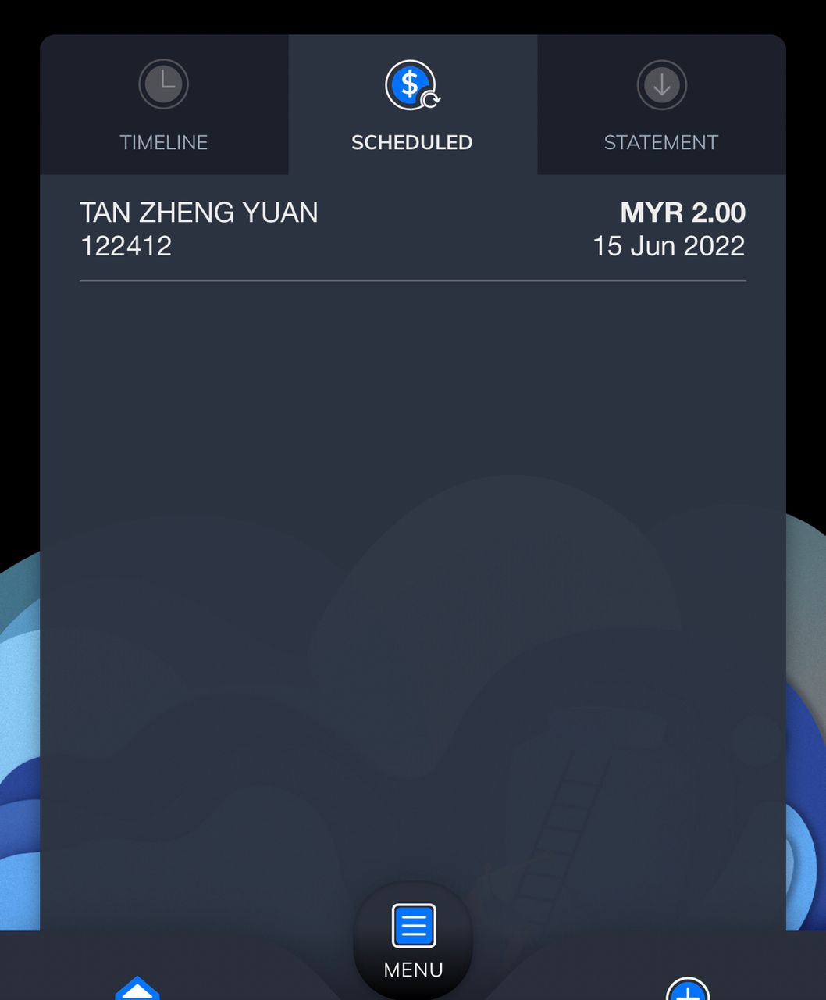 TIMELINE
SCHEDULED
STATEMENT
TAN ZHENG YUAN
MYR 2.00
122412
15 Jun 2022
MENU